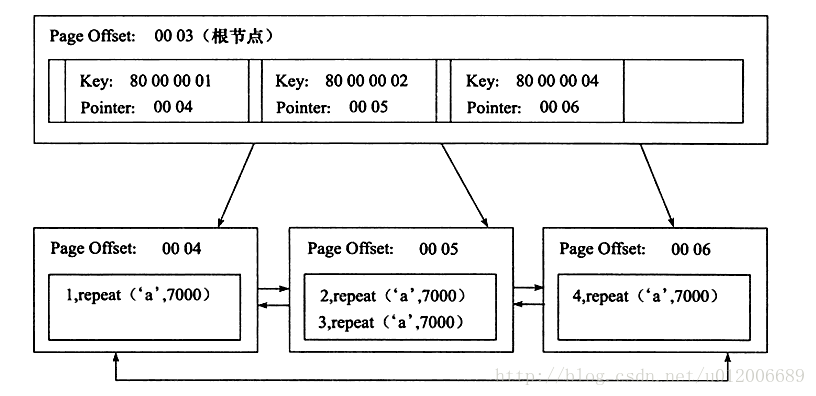 Page Offset: 00 03（根节点）
Key: 80 00 00 01 Key: 80 00 00 02 Key: 80 00 00 04
Pointer: 00 04 Pointer: 00 05 Pointer: 00 06
Page Offset: 00 04 Page Offset: 00 05 Page Offset: 00 06
1,repeat（‘a’,7000） 2,repeat（‘a’,7000） 4,repeat（‘a’,7000）
3,repeat（‘a’,7000）
http://blog.csdn.net/u012006689